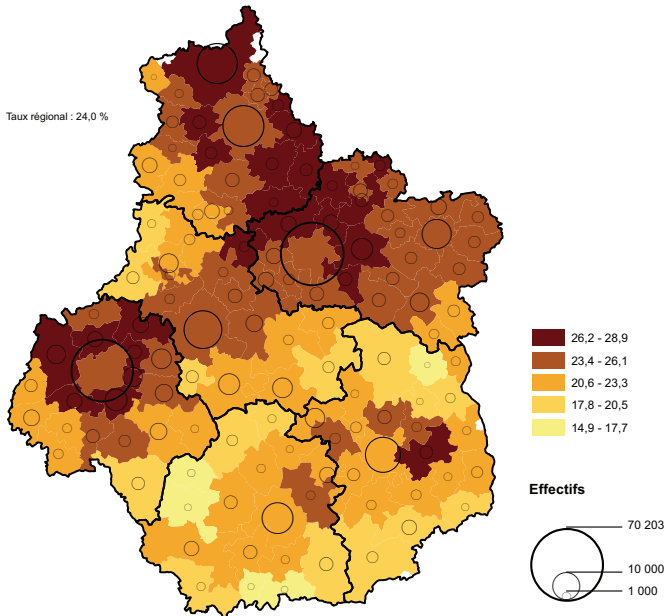 Taux régional : 24,0 %
26,2 - 28,9
23,4 - 26,1
20,6 - 23,3
17,8 - 20,5
14,9 - 17,7
Effectifs
70 203
10 000
1 000